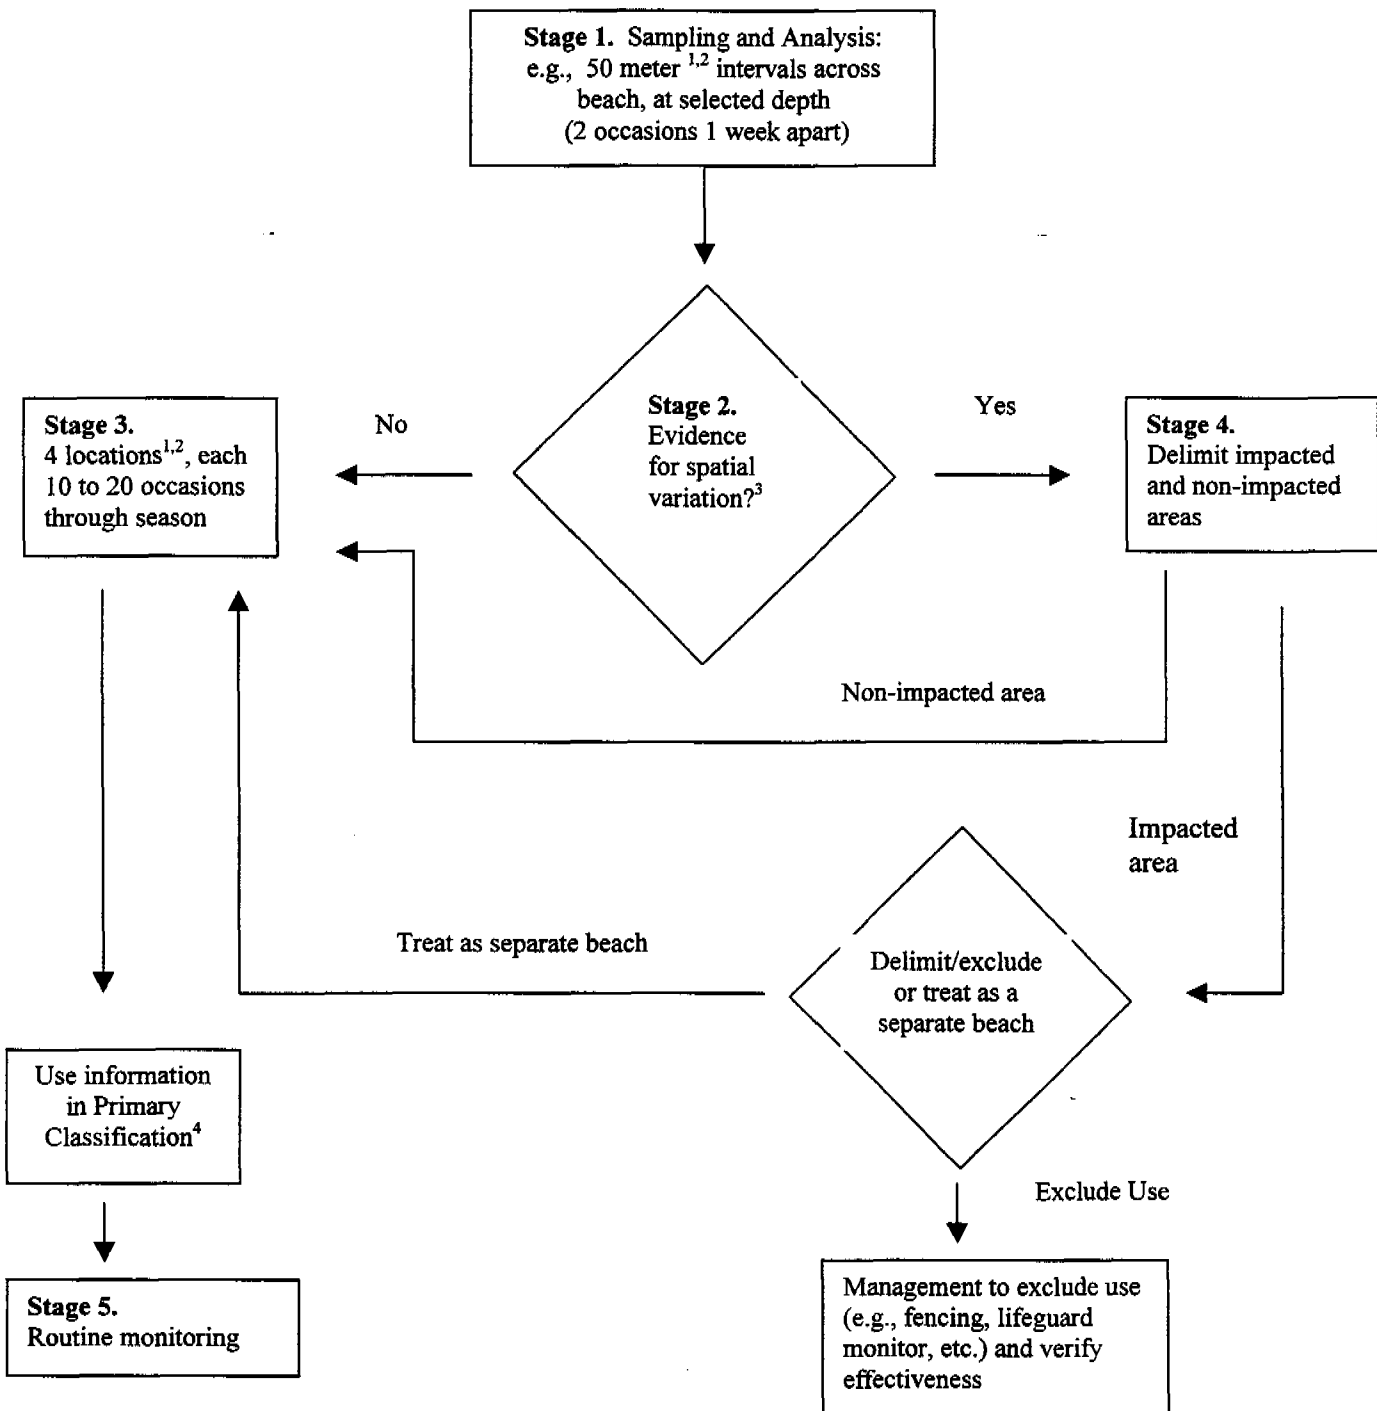 Stage 1. Sampling and Analysis:
e.g., 50 meter 1,2 intervals across
beach, at selected depth
(2 occasions 1 week apart)
Stage 2.
Evidence
for spatial
variation?3
No
Yes
Stage 3.
4 locations1,2, each
10 to 20 occasions
through season
Stage 4.
Delimit impacted
and non-impacted
areas
Non-impacted area
Impacted
area
Treat as separate beach
Delimit/exclude
or treat as a
separate beach
Use information
in Primary
Classification4
Exclude Use
Stage 5.
Routine monitoring
Management to exclude use
(e.g., fencing, lifeguard
monitor, etc.) and verify
effectiveness